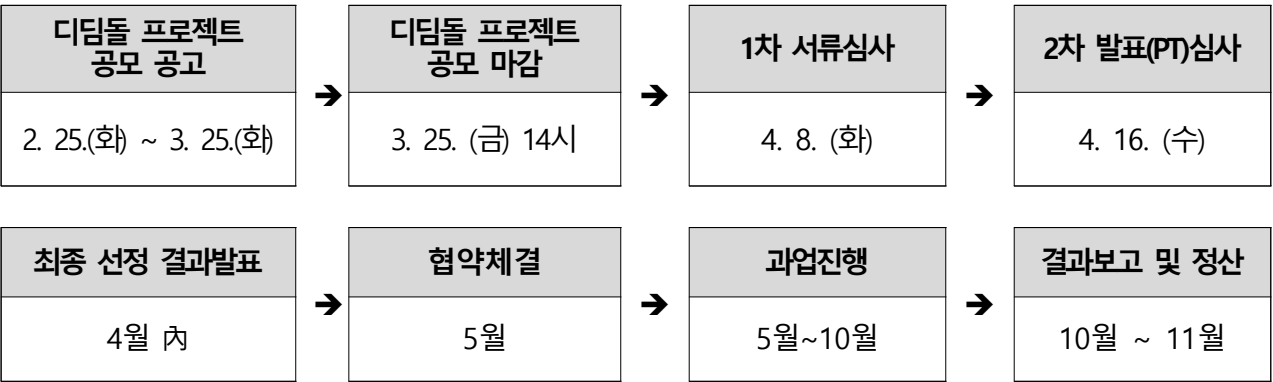 디딤돌 프로젝트
공모 공고
2. 25.(화) ~ 3. 25.(화)
➔
디딤돌 프로젝트
공모 마감
3. 25. (금) 14시
➔
1차 서류심사
4. 8. (화)
➔
2차 발표(PT)심사
4. 16. (수)
최종 선정 결과발표
4월 內
➔
협약체결
5월
➔
과업진행
5월~10월
➔
결과보고 및 정산
10월 ~ 11월